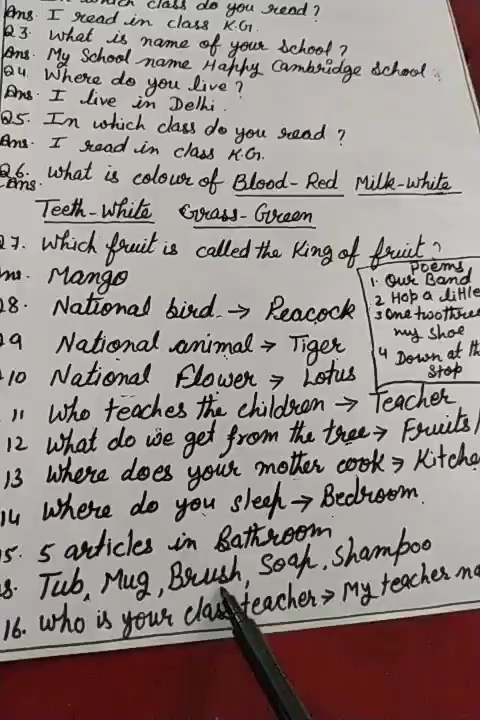 which class do you read?
Ans. I read in class K.G.
Q3. What is name of your school?
Ans. My School name Happy Cambridge School.
Q4. Where do you live?
Ans. I live in Delhi.
Q5. In which class do you read?
Ans. I read in class K.G.
Q6. What is colour of Blood-Red Milk-White
Ans.
Teeth-White Grass-Green
7. Which fruit is called the King of fruit?
ns. Mango
Poems
1. Our Band
2 Hop a little
3 One two three
my shoe
4 Down at th
Stop
8. National bird → Peacock
9 National animal → Tiger
10 National Flower → Lotus
11 Who teaches the children → Teacher
12 What do we get from the tree → Fruits/
13 Where does your mother cook → Kitche
14 Where do you sleep → Bedroom.
5. 5 articles in Bathroom
s. Tub, Mug, Brush, Soap, Shampoo
16. Who is your class teacher → My teacher na